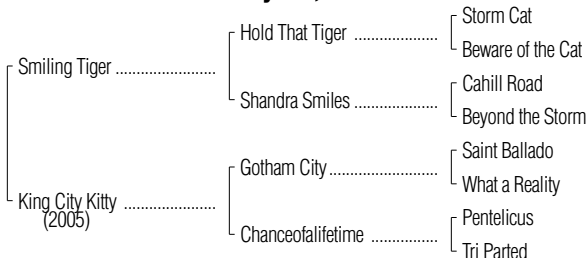 Storm Cat
Hold That Tiger ..................
Beware of the Cat
Smiling Tiger ......................
Cahill Road
Shandra Smiles ..................
Beyond the Storm
Saint Ballado
Gotham City .......................
What a Reality
King City Kitty ....................
(2005)
Pentelicus
Chanceofalifetime ..............
Tri Parted